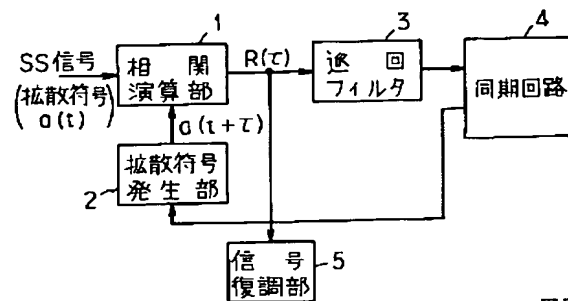 1
SS信号
(拡散符号
a(t))
相関
演算部
R(τ)
3
巡回
フィルタ
4
同期回路
a(t+τ)
2
拡散符号
発生部
信号
復調部
5